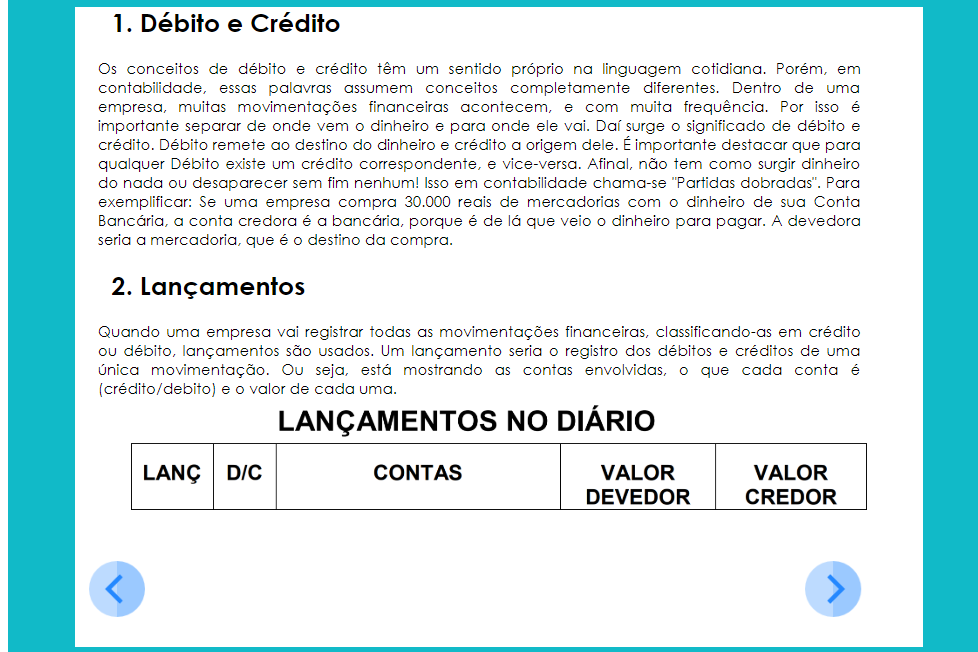 1. Débito e Crédito
Os conceitos de débito e crédito têm um sentido próprio na linguagem cotidiana. Porém, em
contabilidade, essas palavras assumem conceitos completamente diferentes. Dentro de uma
empresa, muitas movimentações financeiras acontecem, e com muita frequência. Por isso é
importante separar de onde vem o dinheiro e para onde ele vai. Daí surge o significado de débito e
crédito. Débito remete ao destino do dinheiro e crédito a origem dele. É importante destacar que para
qualquer Débito existe um crédito correspondente, e vice-versa. Afinal, não tem como surgir dinheiro
do nada ou desaparecer sem fim nenhum! Isso em contabilidade chama-se "Partidas dobradas". Para
exemplificar: Se uma empresa compra 30.000 reais de mercadorias com o dinheiro de sua Conta
Bancária, a conta credora é a bancária, porque é de lá que veio o dinheiro para pagar. A devedora
seria a mercadoria, que é o destino da compra.
2. Lançamentos
Quando uma empresa vai registrar todas as movimentações financeiras, classificando-as em crédito
ou débito, lançamentos são usados. Um lançamento seria o registro dos débitos e créditos de uma
única movimentação. Ou seja, está mostrando as contas envolvidas, o que cada conta é
(crédito/debito) e o valor de cada uma.
LANÇAMENTOS NO DIÁRIO
LANÇ D/C CONTAS VALOR DEVEDOR VALOR CREDOR